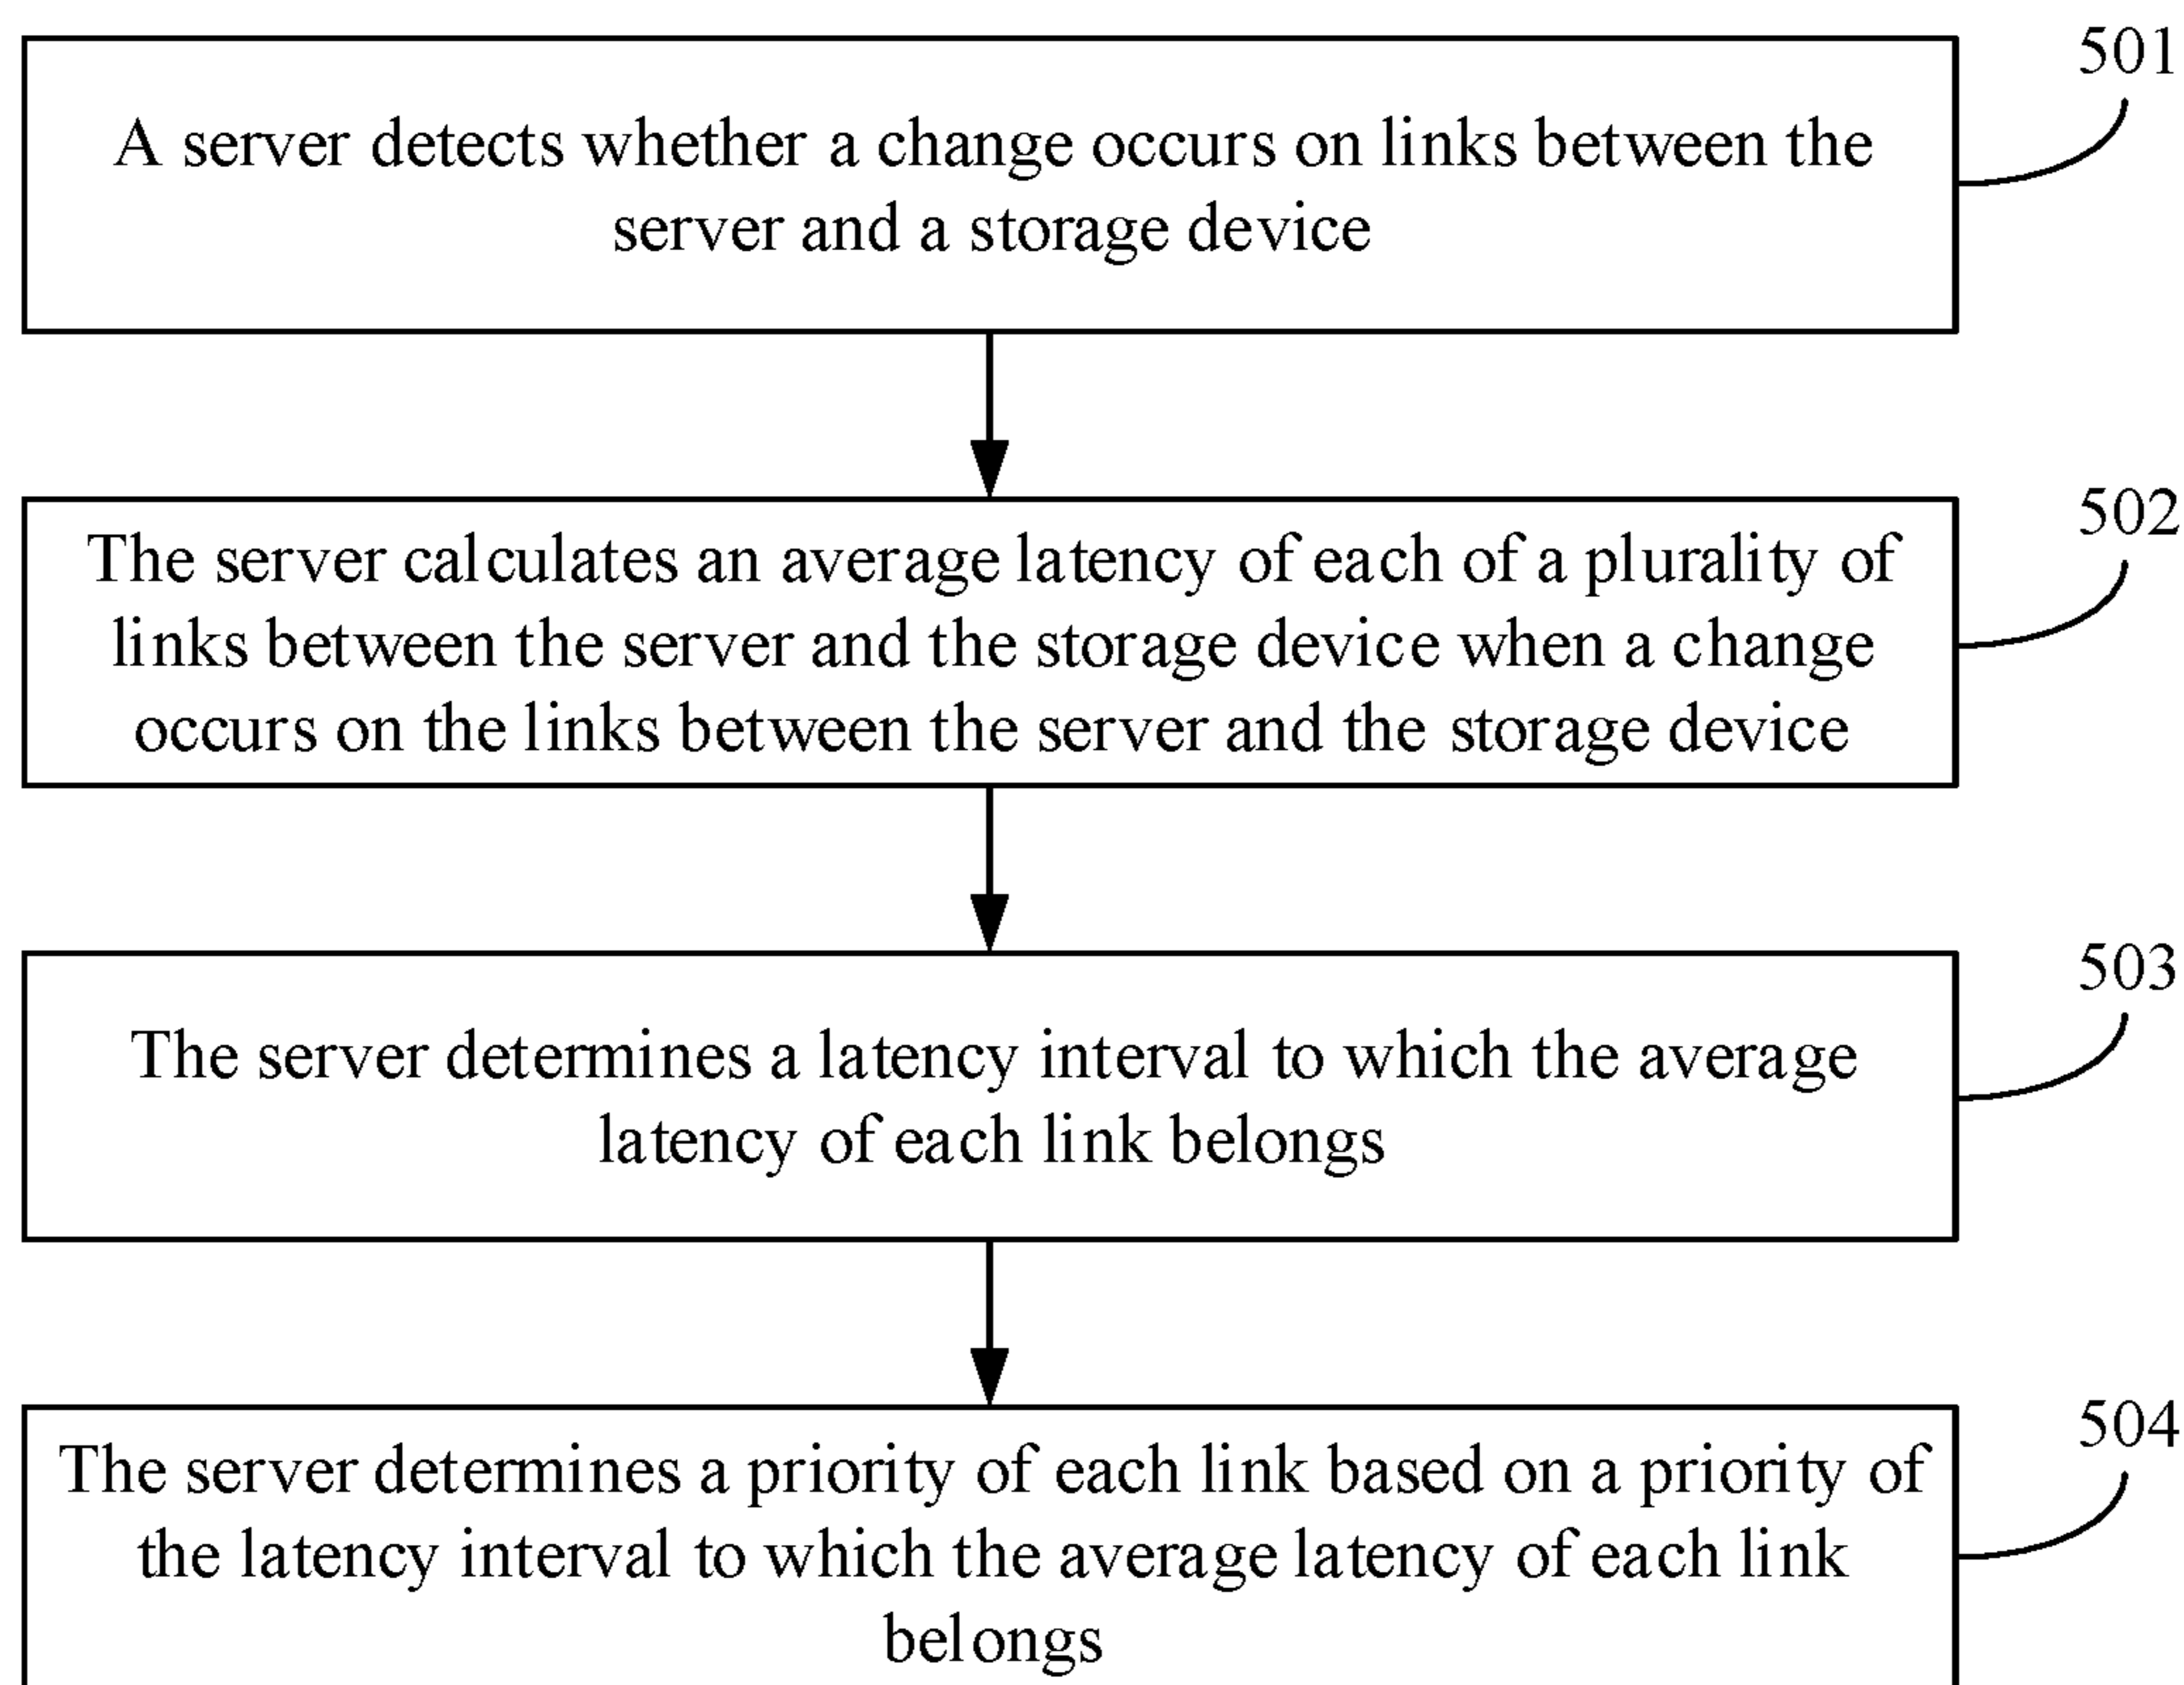 501
A server detects whether a change occurs on links between the
server and a storage device
502
The server calculates an average latency of each of a plurality of
links between the server and the storage device when a change
occurs on the links between the server and the storage device
503
The server determines a latency interval to which the average
latency of each link belongs
504
The server determines a priority of each link based on a priority of
the latency interval to which the average latency of each link
belongs